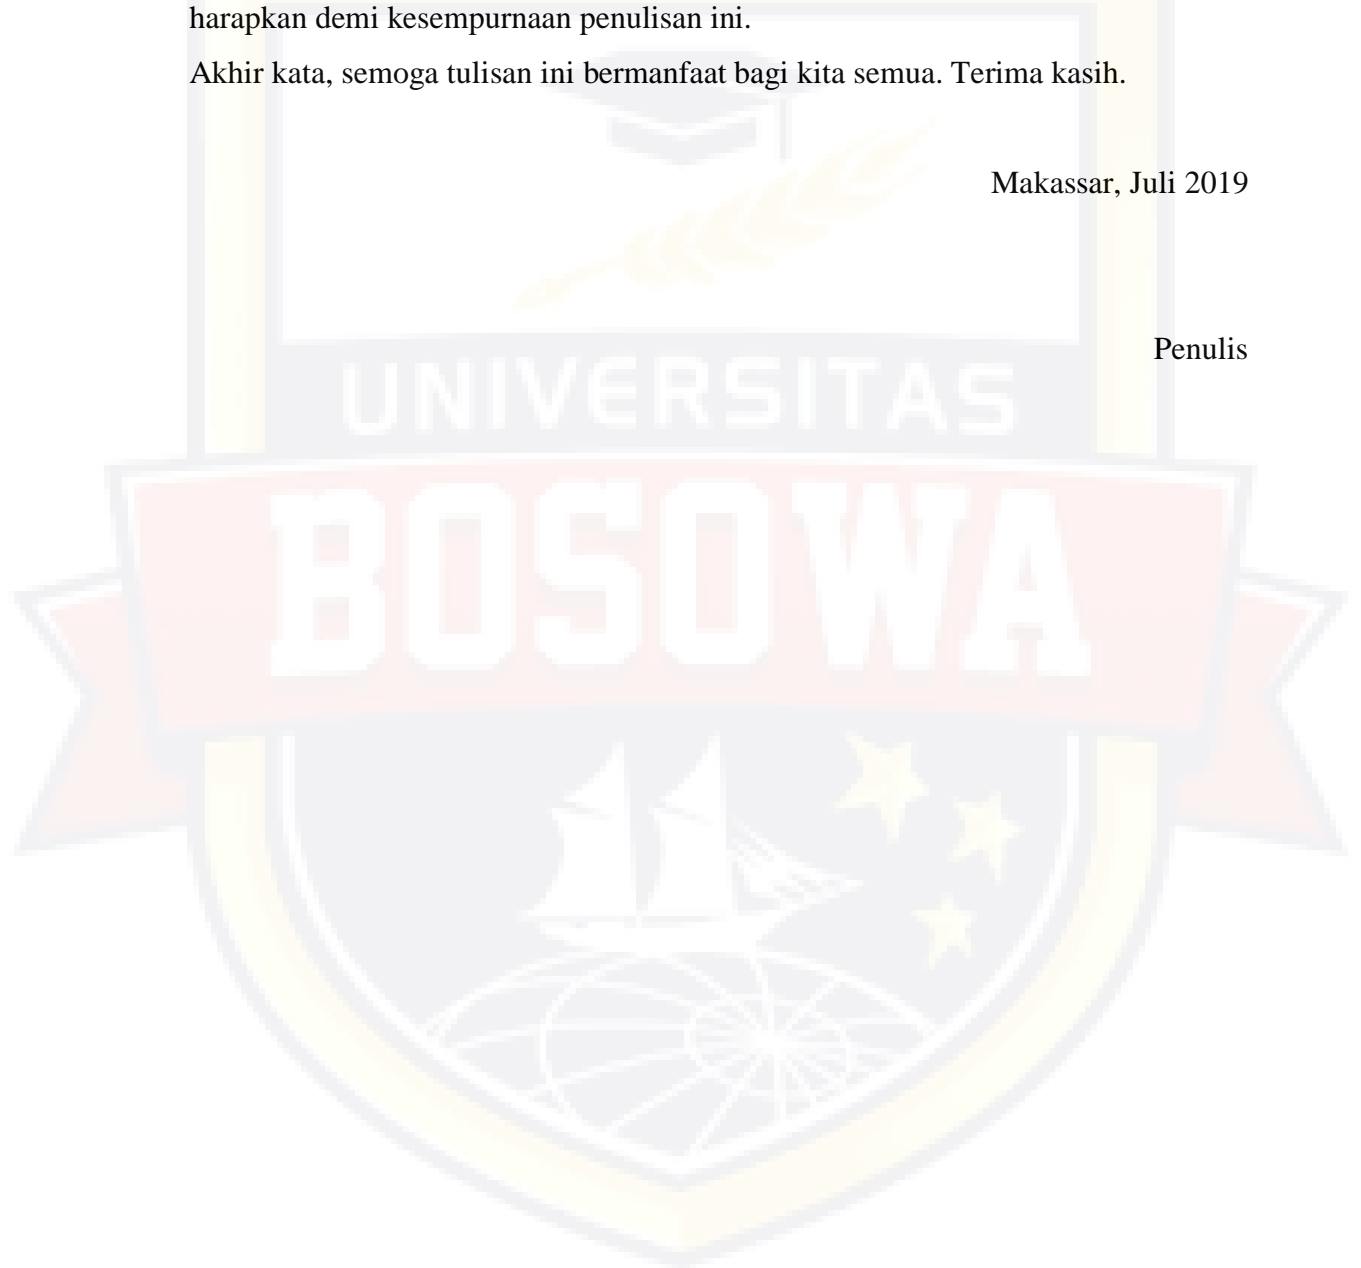 harapkan demi kesempurnaan penulisan ini.
Akhir kata, semoga tulisan ini bermanfaat bagi kita semua. Terima kasih.
Makassar, Juli 2019
Penulis
UNIVERSITAS
BOSOWA